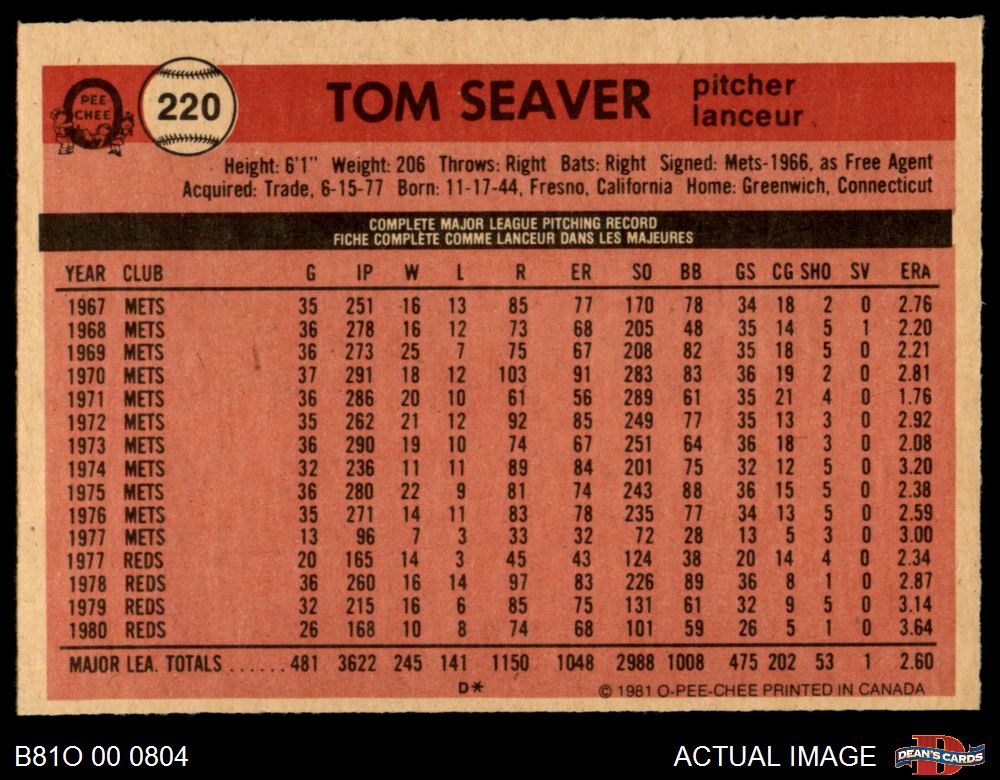 PEE
CHEE
220
TOM SEAVER
pitcher
lanceur
Height: 6'1" Weight: 206 Throws: Right Bats: Right Signed: Mets-1966, as Free Agent
Acquired: Trade, 6-15-77 Born: 11-17-44, Fresno, California Home: Greenwich, Connecticut
COMPLETE MAJOR LEAGUE PITCHING RECORD
FICHE COMPLÈTE COMME LANCEUR DANS LES MAJEURES
YEAR CLUB G IP W L R ER SO BB GS CG SHO SV ERA
1967 METS 35 251 16 13 85 77 170 78 34 18 2 0 2.76
1968 METS 36 278 16 12 73 68 205 48 35 14 5 1 2.20
1969 METS 36 273 25 7 75 67 208 82 35 18 5 0 2.21
1970 METS 37 291 18 12 103 91 283 83 36 19 2 0 2.81
1971 METS 36 286 20 10 61 56 289 61 35 21 4 0 1.76
1972 METS 35 262 21 12 92 85 249 77 35 13 3 0 2.92
1973 METS 36 290 19 10 74 67 251 64 36 18 3 0 2.08
1974 METS 32 236 11 11 89 84 201 75 32 12 5 0 3.20
1975 METS 36 280 22 9 81 74 243 88 36 15 5 0 2.38
1976 METS 35 271 14 11 83 78 235 77 34 13 5 0 2.59
1977 METS 13 96 7 3 33 32 72 28 13 5 3 0 3.00
1977 REDS 20 165 14 3 45 43 124 38 20 14 4 0 2.34
1978 REDS 36 260 16 14 97 83 226 89 36 8 1 0 2.87
1979 REDS 32 215 16 6 85 75 131 61 32 9 5 0 3.14
1980 REDS 26 168 10 8 74 68 101 59 26 5 1 0 3.64
MAJOR LEA. TOTALS ......481 3622 245 141 1150 1048 2988 1008 475 202 53 1 2.60
D*
© 1981 O-PEE-CHEE PRINTED IN CANADA
B81O 00 0804
ACTUAL IMAGE
DEAN'S CARDS